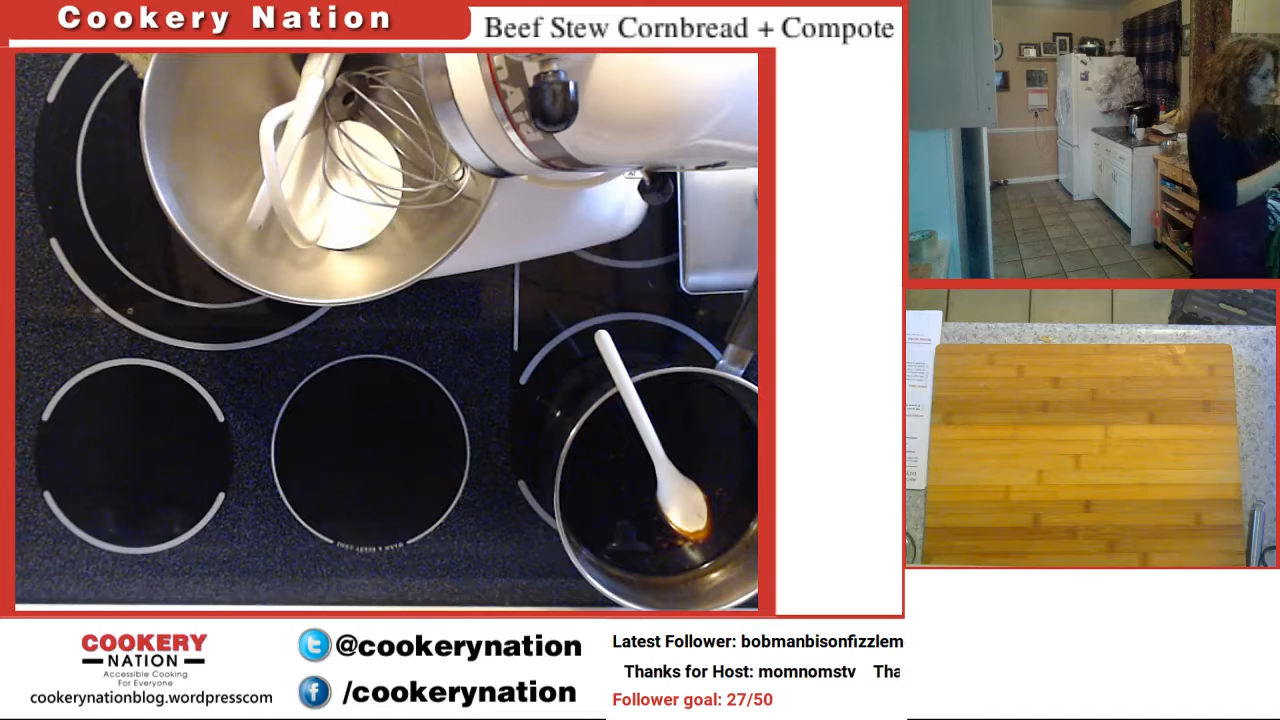 Cookery Nation
Beef Stew Cornbread + Compote
COOKERY
NATION
Accessible Cooking
For Everyone
cookerynationblog.wordpresscom
@cookerynation
/cookerynation
Latest Follower: bobmanbisonfizzlem
Thanks for Host: momnomstv Tha
Follower goal: 27/50